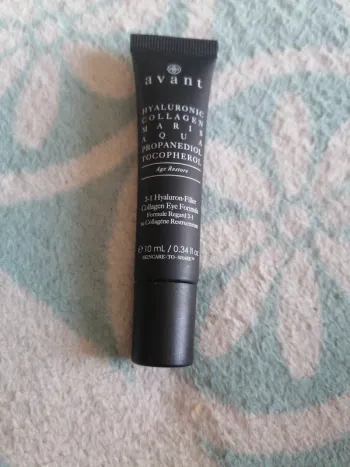 avant
HYALURONIC
COLLAGEN
MARIS
AQUA
PROPANEDIOL
TOCOPHEROL
Age Restore
3-1 Hyaluron-Filler
Collagen Eye Formula
Formule Regard 3-1
au Collagène Restructurant
℮ 10 mL / 0.34 fl.oz
SKINCARE-TO-SHARE™